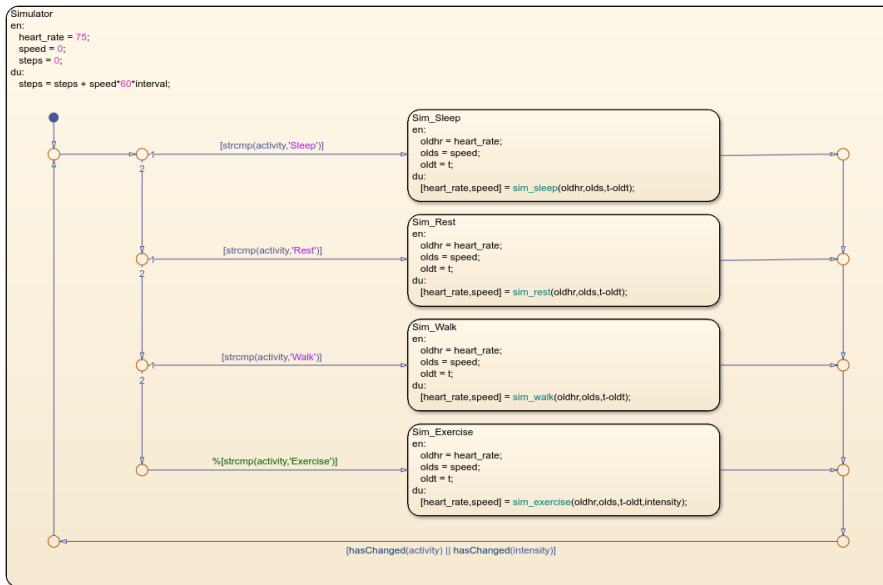 Simulator
en:
heart_rate = 75;
speed = 0;
steps = 0;
du:
steps = steps + speed*60*interval;
[strcmp(activity,'Sleep')]
1
2
Sim_Sleep
en:
oldhr = heart_rate;
olds = speed;
oldt = t;
du:
[heart_rate,speed] = sim_sleep(oldhr,olds,t-oldt);
[strcmp(activity,'Rest')]
1
2
Sim_Rest
en:
oldhr = heart_rate;
olds = speed;
oldt = t;
du:
[heart_rate,speed] = sim_rest(oldhr,olds,t-oldt);
[strcmp(activity,'Walk')]
1
2
Sim_Walk
en:
oldhr = heart_rate;
olds = speed;
oldt = t;
du:
[heart_rate,speed] = sim_walk(oldhr,olds,t-oldt);
%[strcmp(activity,'Exercise')]
Sim_Exercise
en:
oldhr = heart_rate;
olds = speed;
oldt = t;
du:
[heart_rate,speed] = sim_exercise(oldhr,olds,t-oldt,intensity);
[hasChanged(activity) || hasChanged(intensity)]